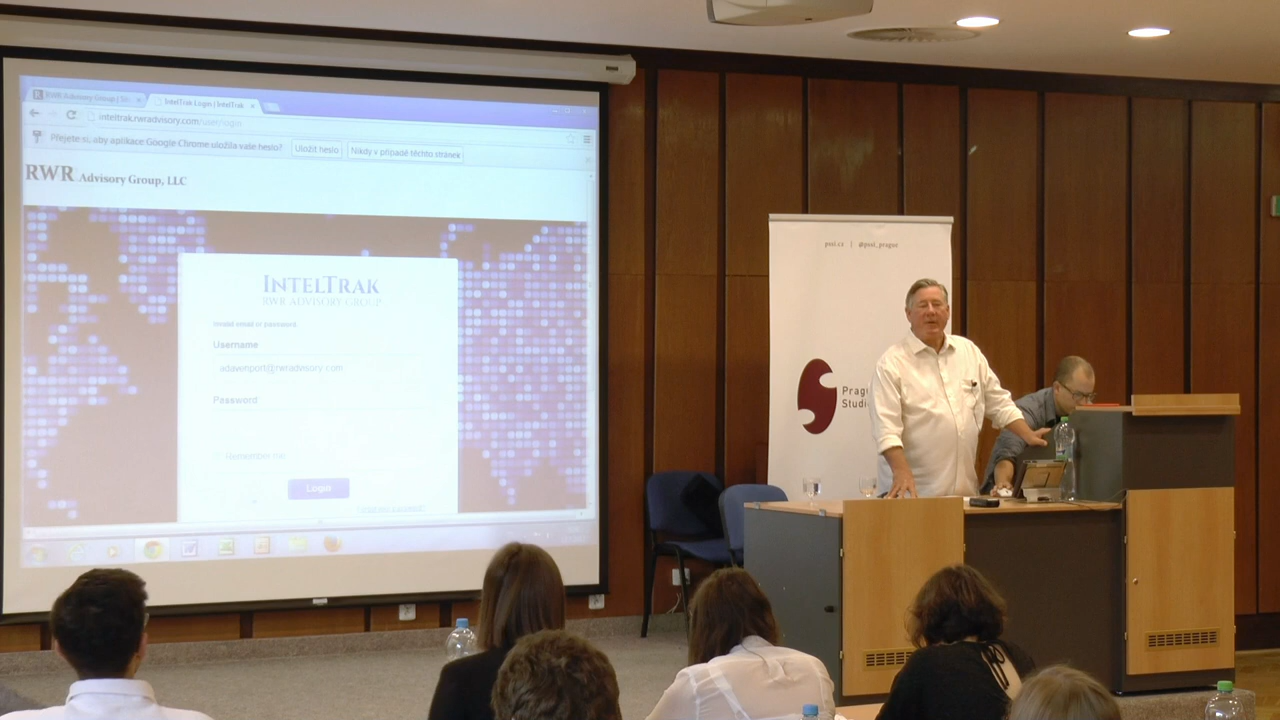 RWR Advisory Group |
IntelTrak Login | IntelTrak
inteltrak.rwradvisory.com/user/login
Přejete si, aby aplikace Google Chrome uložila vaše heslo?
Uložit heslo
Nikdy v případě těchto stránek
RWR Advisory Group, LLC
INTELTRAK
RWR ADVISORY GROUP
Invalid email or password.
Username
adavenport@rwradvisory.com
Password
Remember me
Login
pssi.cz | @pssi_prague
Studi